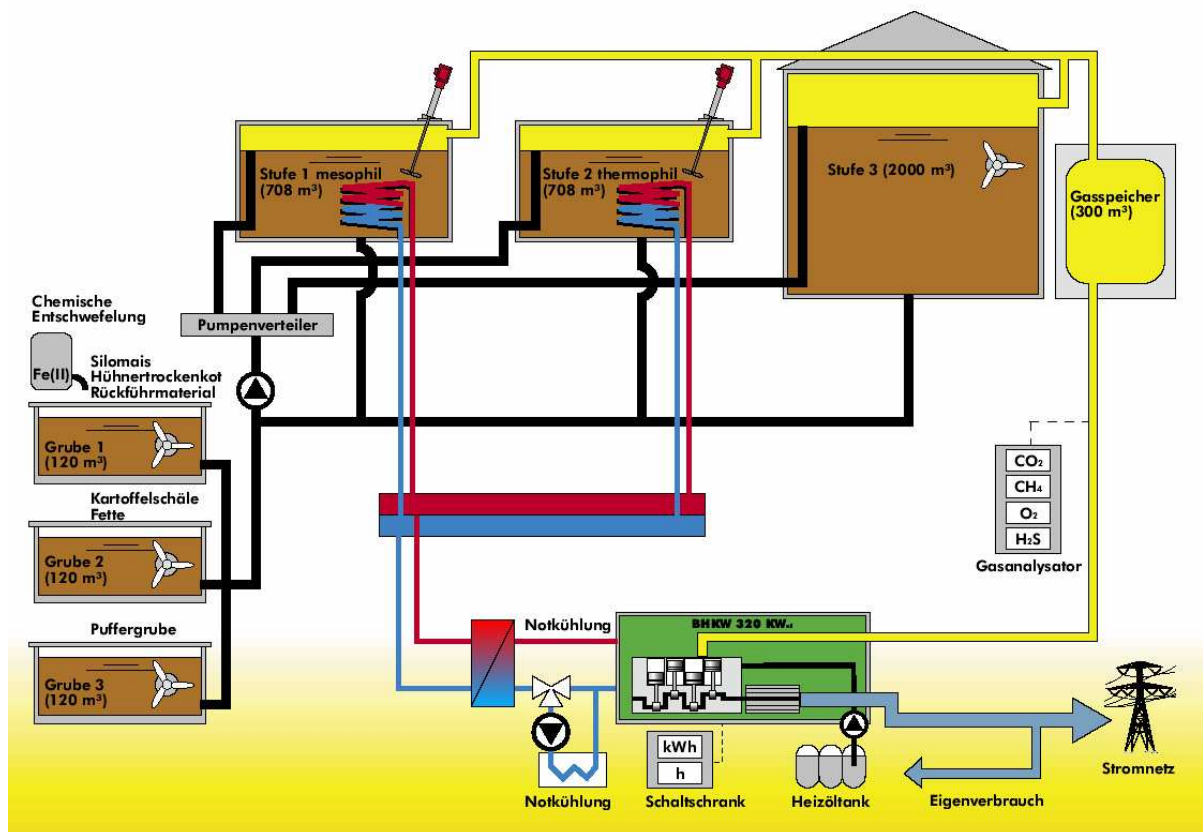 Stufe 1 mesophil
(708 m³)
Stufe 2 thermophil
(708 m³)
Stufe 3 (2000 m³)
Gasspeicher
(300 m³)
Chemische
Entschwefelung
Fe(II)
Pumpenverteiler
Silomais
Hühnertrockenkot
Rückführmaterial
Grube 1
(120 m³)
Kartoffelschäle
Fette
Grube 2
(120 m³)
Puffergrube
Grube 3
(120 m³)
CO₂
CH₄
O₂
H₂S
Gasanalysator
Notkühlung
BHKW 320 KWₑₗ
kWh
h
Notkühlung
Schaltschrank
Heizöltank
Eigenverbrauch
Stromnetz